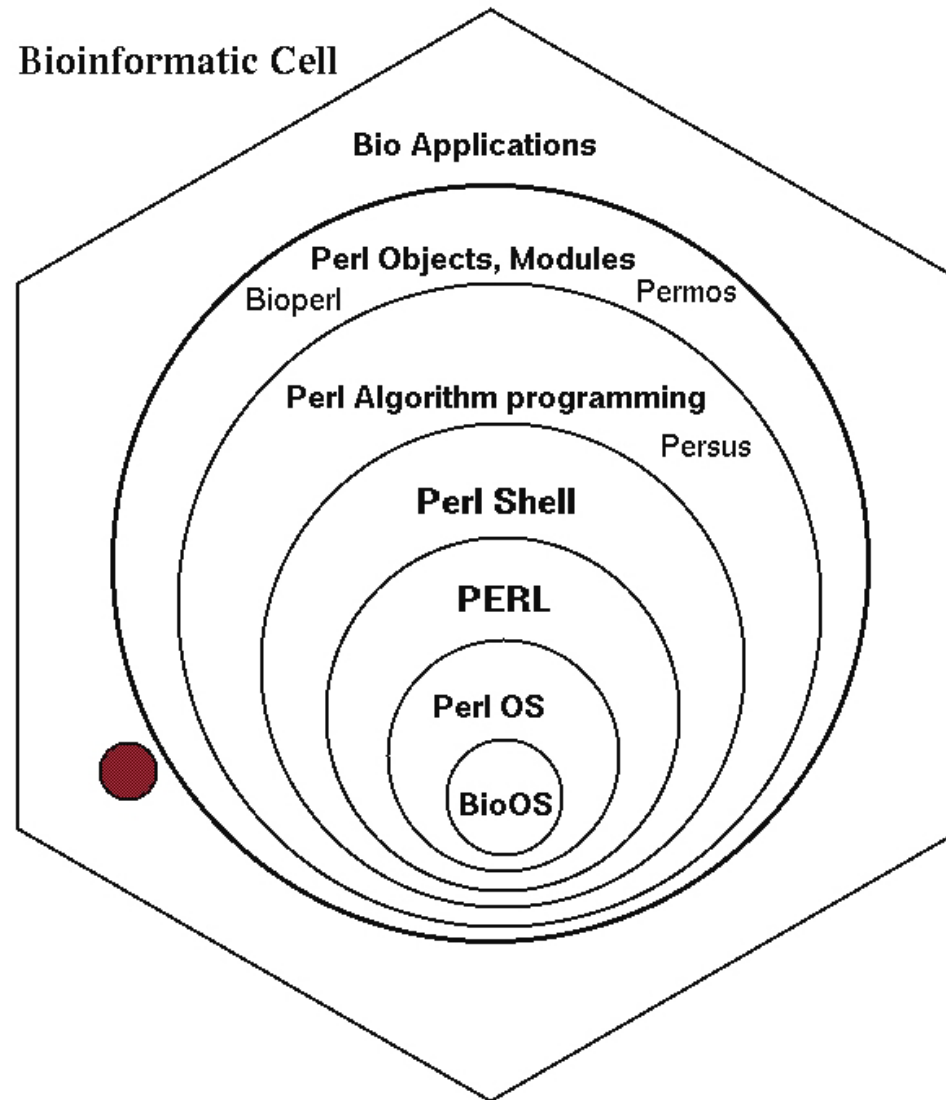 Bioinformatic Cell
Bio Applications
Perl Objects, Modules
Bioperl
Permos
Perl Algorithm programming
Persus
Perl Shell
PERL
Perl OS
BioOS